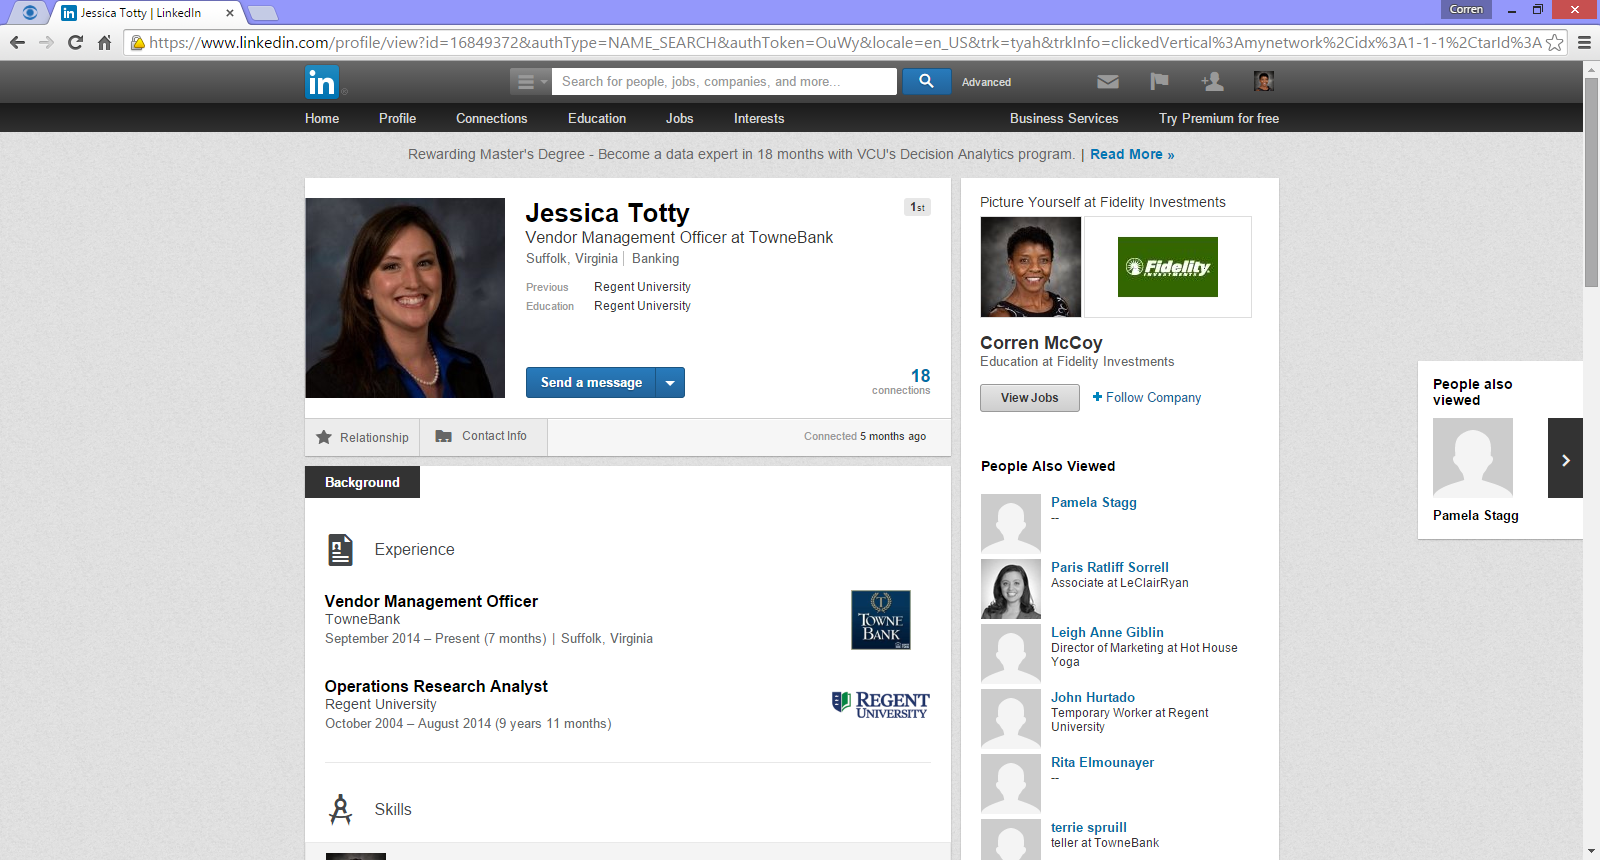 Jessica Totty | LinkedIn
Corren
https://www.linkedin.com/profile/view?id=16849372&authType=NAME_SEARCH&authToken=OuWy&locale=en_US&trk=tyah&trkInfo=clickedVertical%3Amynetwork%2Cidx%3A1-1-1%2CtarId%3A
in
Search for people, jobs, companies, and more...
Advanced
Home Profile Connections Education Jobs Interests Business Services Try Premium for free
Rewarding Master's Degree - Become a data expert in 18 months with VCU's Decision Analytics program. | Read More »
Jessica Totty
1st
Vendor Management Officer at TowneBank
Suffolk, Virginia | Banking
Previous Regent University
Education Regent University
Send a message
18
connections
Relationship
Contact Info
Connected 5 months ago
Background
Experience
Vendor Management Officer
TowneBank
September 2014 – Present (7 months) | Suffolk, Virginia
TOWNE
BANK
Operations Research Analyst
Regent University
October 2004 – August 2014 (9 years 11 months)
REGENT
UNIVERSITY
Skills
Picture Yourself at Fidelity Investments
Fidelity
INVESTMENTS
Corren McCoy
Education at Fidelity Investments
View Jobs
Follow Company
People Also Viewed
Pamela Stagg
--
Paris Ratliff Sorrell
Associate at LeClairRyan
Leigh Anne Giblin
Director of Marketing at Hot House
Yoga
John Hurtado
Temporary Worker at Regent
University
Rita Elmounayer
--
terrie spruill
teller at TowneBank
People also
viewed
Pamela Stagg